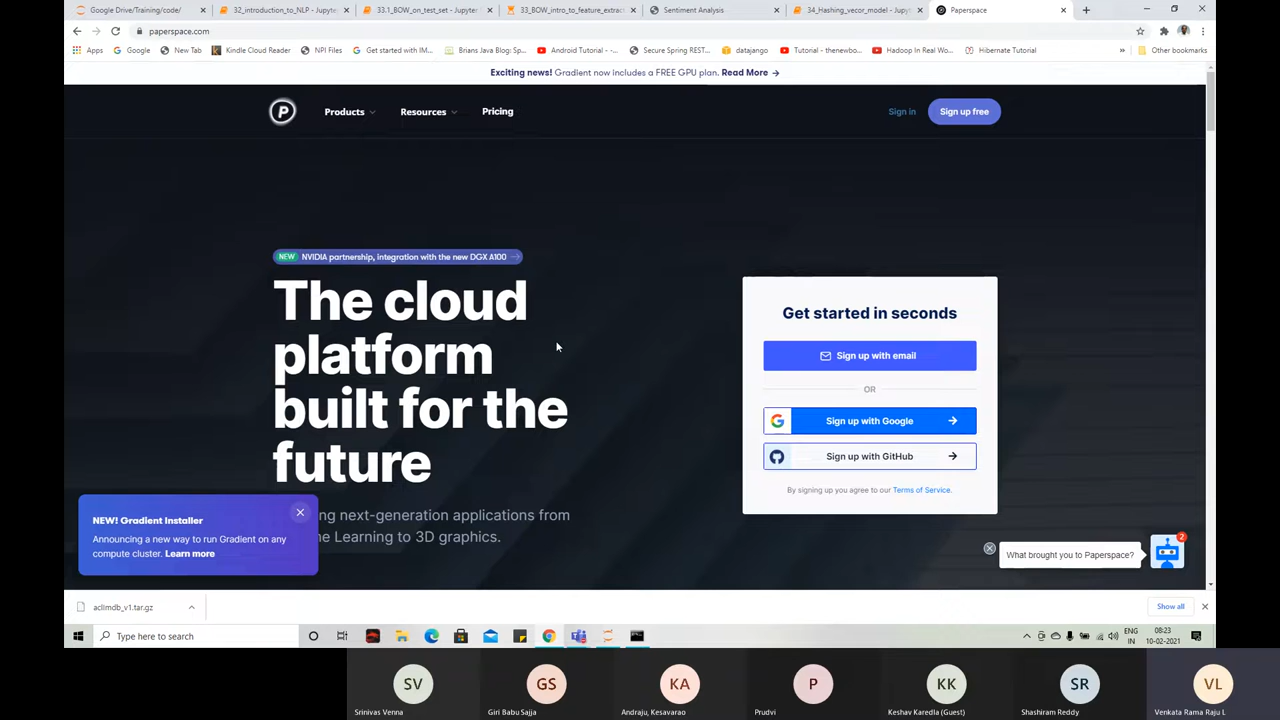 Google Drive/Training/code/
32_introduction_to_NLP - Jupyter
33.1_BOW_on_test_set - Jupyter
33_BOW_intro_to_feature_extrac
Sentiment Analysis
34_Hashing_vecor_model - Jupyte
Paperspace
paperspace.com
Apps
Google
New Tab
Kindle Cloud Reader
NPI Files
Get started with IM...
Brians Java Blog: Sp...
Android Tutorial - ...
Secure Spring REST...
datajango
Tutorial - thenewbo...
Hadoop In Real Wo...
Hibernate Tutorial
Other bookmarks
Exciting news! Gradient now includes a FREE GPU plan. Read More →
P
Products
Resources
Pricing
Sign in
Sign up free
NEW NVIDIA partnership, integration with the new DGX A100 →
The cloud
platform
built for the
future
ng next-generation applications from
e Learning to 3D graphics.
Get started in seconds
Sign up with email
OR
G Sign up with Google →
Sign up with GitHub →
By signing up you agree to our Terms of Service.
NEW! Gradient Installer
Announcing a new way to run Gradient on any
compute cluster. Learn more
What brought you to Paperspace?
2
aclImdb_v1.tar.gz
Show all
Type here to search
ENG
IN
08:23
10-02-2021
SV
GS
KA
P
KK
SR
VL
Srinivas Venna
Giri Babu Sajja
Andraju, Kesavarao
Prudvi
Keshav Karedla (Guest)
Shashiram Reddy
Venkata Rama Raju L